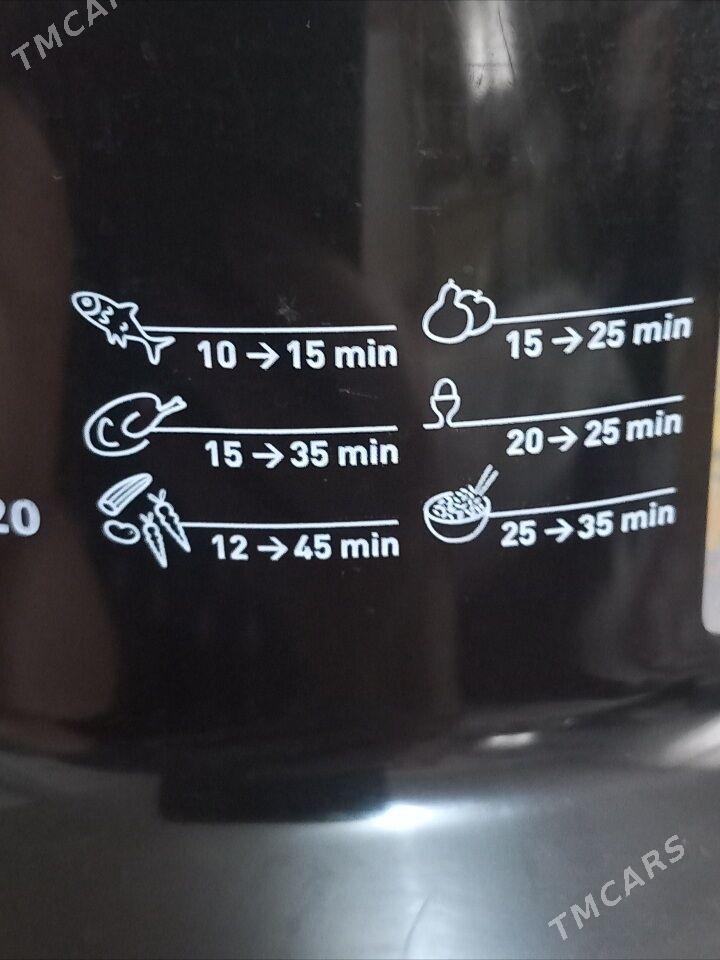 TMCARS
10 → 15 min
15 → 25 min
15 → 35 min
20 → 25 min
20
12 → 45 min
25 → 35 min
TMCARS